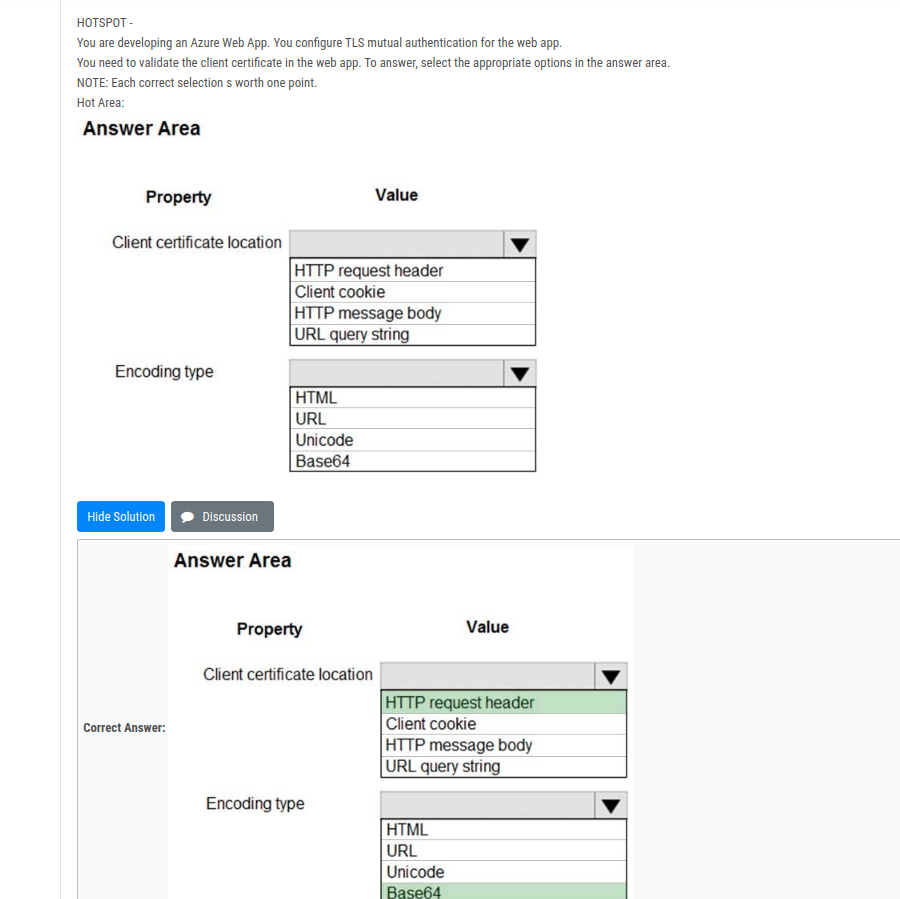 HOTSPOT -
You are developing an Azure Web App. You configure TLS mutual authentication for the web app.
You need to validate the client certificate in the web app. To answer, select the appropriate options in the answer area.
NOTE: Each correct selection s worth one point.
Hot Area:
Answer Area
Property Value
Client certificate location
HTTP request header
Client cookie
HTTP message body
URL query string
Encoding type
HTML
URL
Unicode
Base64
Hide Solution Discussion
Answer Area
Property Value
Client certificate location
HTTP request header
Correct Answer: Client cookie
HTTP message body
URL query string
Encoding type
HTML
URL
Unicode
Base64